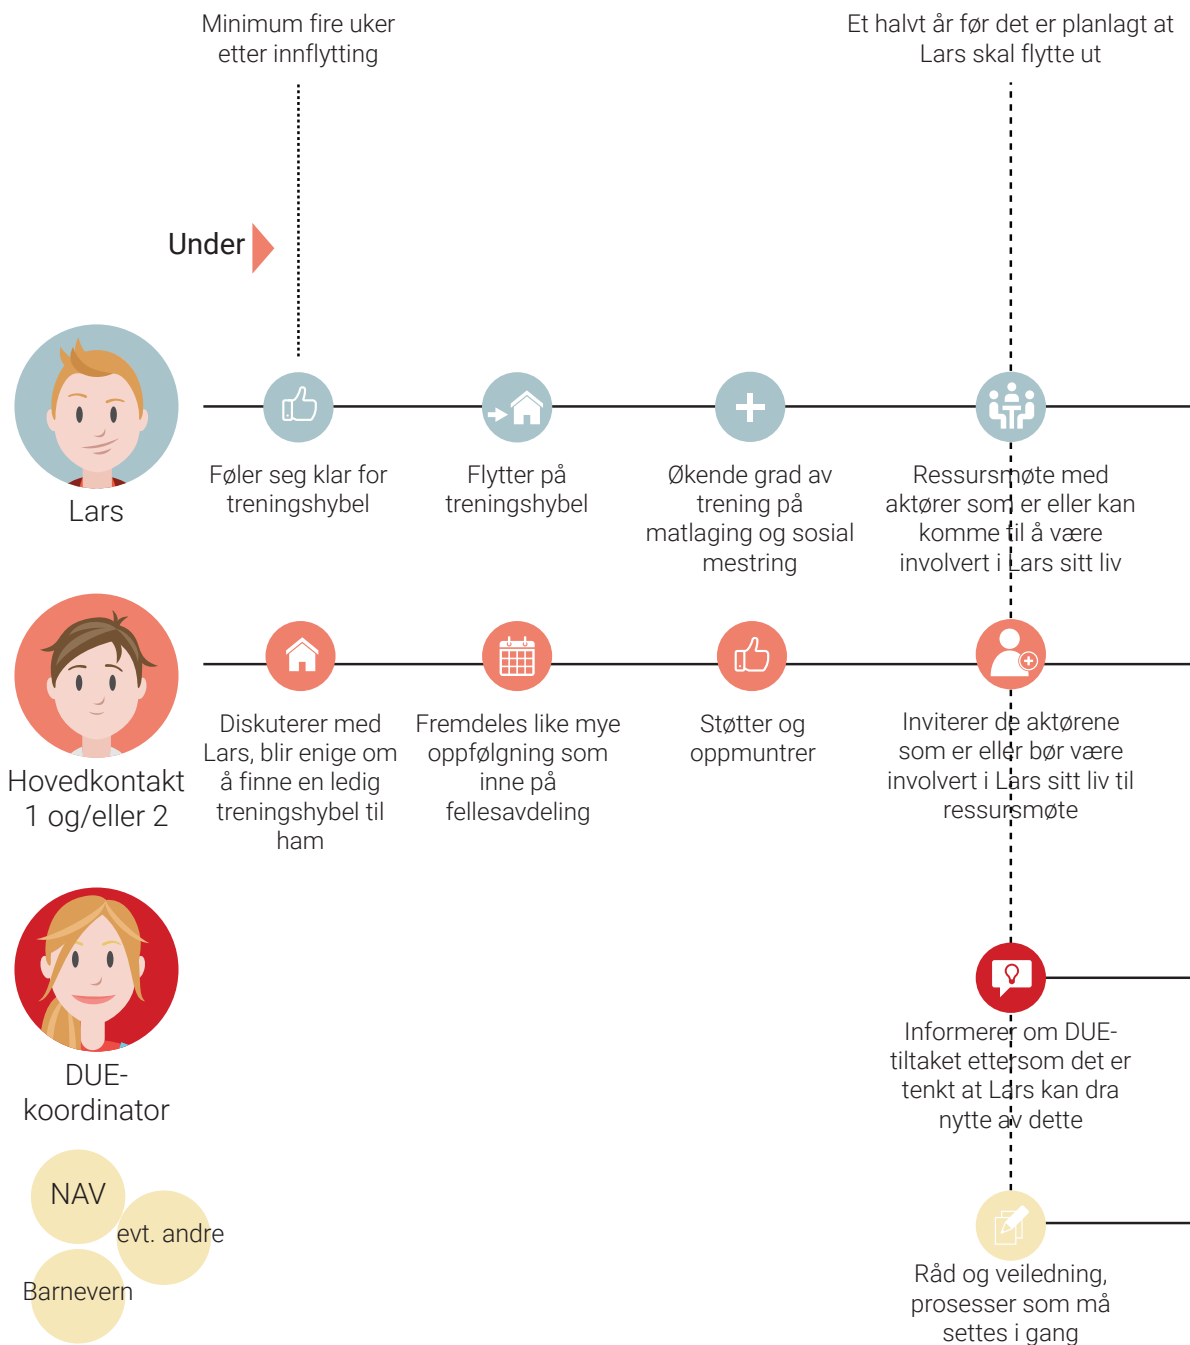 Minimum fire uker
etter innflytting
Et halvt år før det er planlagt at
Lars skal flytte ut
Under
Lars
Føler seg klar for
treningshybel
Flytter på
treningshybel
Økende grad av
trening på
matlaging og sosial
mestring
Ressursmøte med
aktører som er eller kan
komme til å være
involvert i Lars sitt liv
Hovedkontakt
1 og/eller 2
Diskuterer med
Lars, blir enige om
å finne en ledig
treningshybel til
ham
Fremdeles like mye
oppfølgning som
inne på
fellesavdeling
Støtter og
oppmuntrer
Inviterer de aktørene
som er eller bør være
involvert i Lars sitt liv til
ressursmøte
DUE-
koordinator
Informerer om DUE-
tiltaket ettersom det er
tenkt at Lars kan dra
nytte av dette
NAV
evt. andre
Barnevern
Råd og veiledning,
prosesser som må
settes i gang